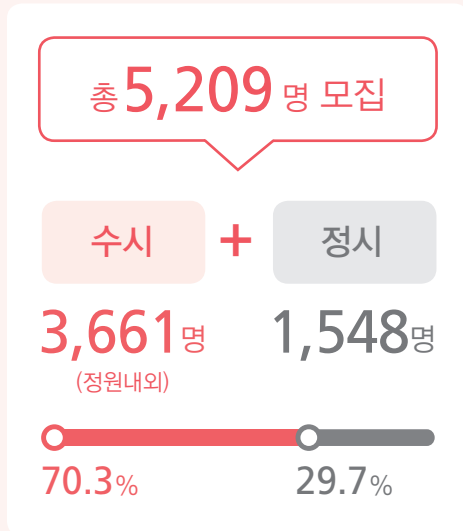 총 5,209 명 모집
수시 + 정시
3,661명 1,548명
(정원내외)
70.3% 29.7%